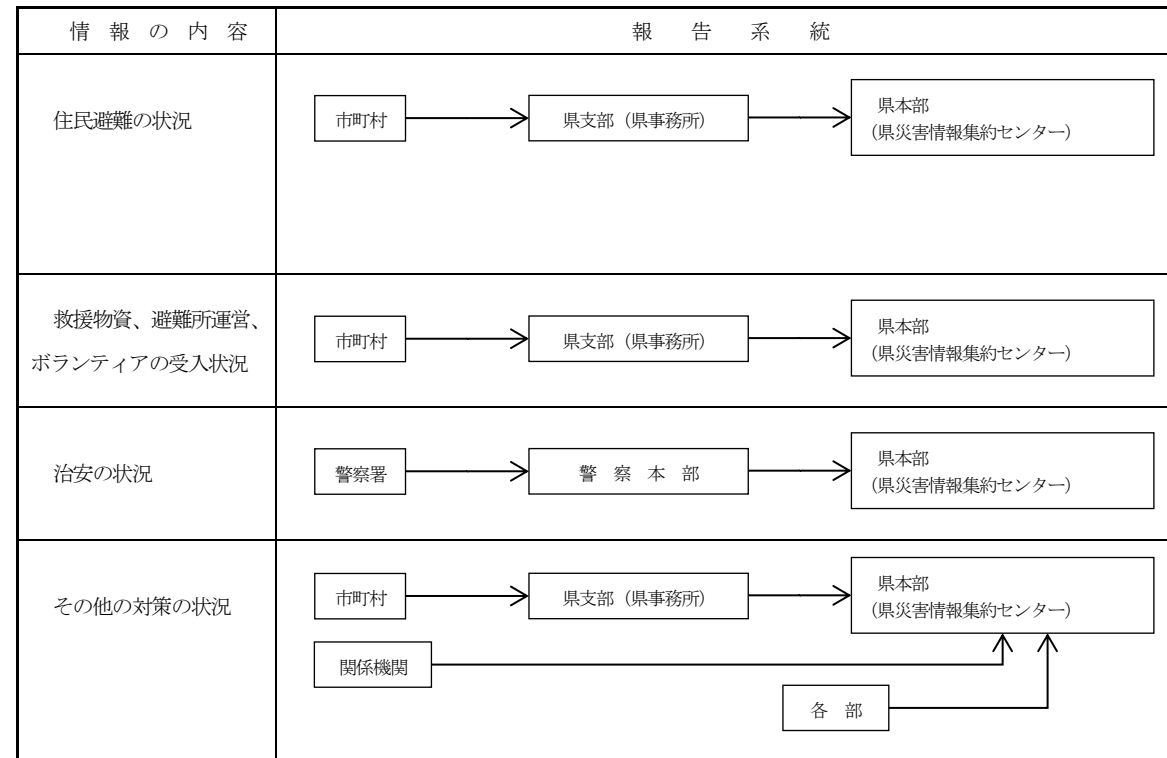 情 報 の 内 容
報 告 系 統
住民避難の状況
市町村
県支部（県事務所）
県本部
（県災害情報集約センター）
救援物資、避難所運営、
ボランティアの受入状況
市町村
県支部（県事務所）
県本部
（県災害情報集約センター）
治安の状況
警察署
警 察 本 部
県本部
（県災害情報集約センター）
その他の対策の状況
市町村
県支部（県事務所）
県本部
（県災害情報集約センター）
関係機関
各 部